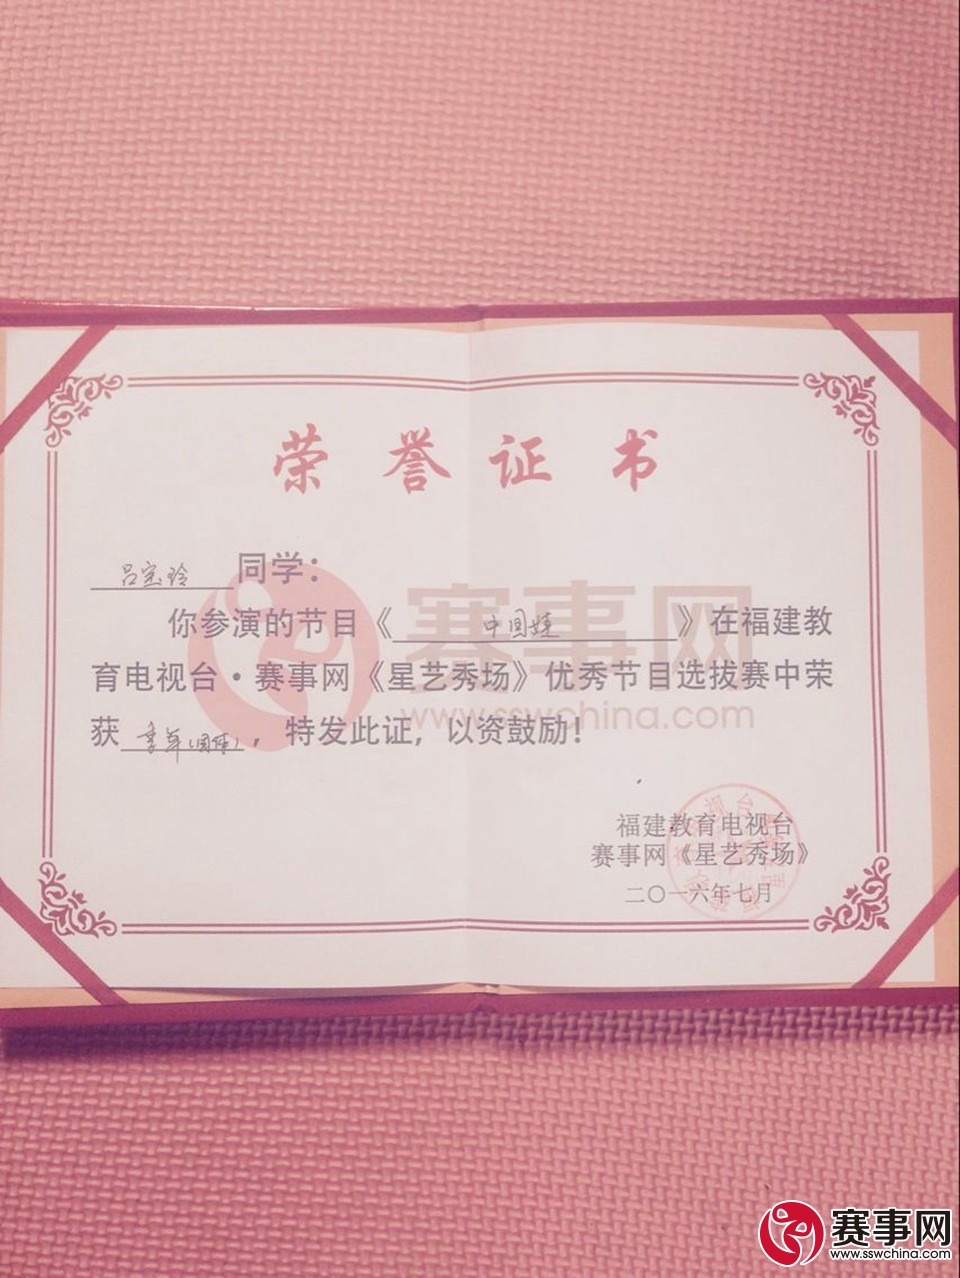 荣誉证书
吕宝玲 同学：
你参演的节目《 中国娃 》在福建教
育电视台·赛事网《星艺秀场》优秀节目选拔赛中荣
获 ，特发此证，以资鼓励！
赛事网
www.sswchina.com
福建教育电视台
赛事网《星艺秀场》
二〇一六年七月
赛事网
www.sswchina.com